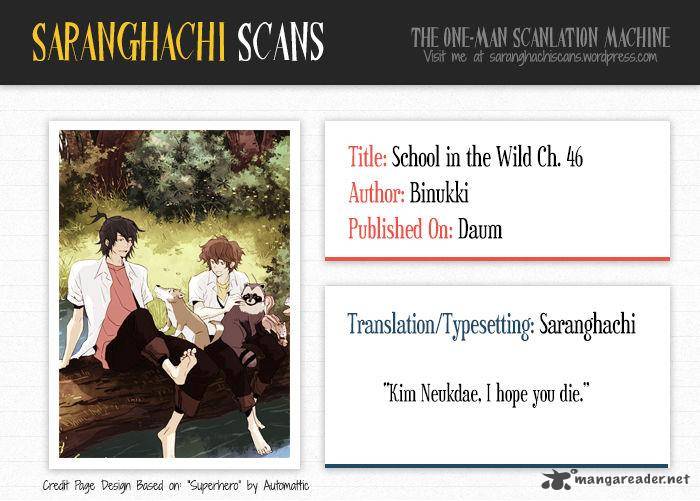 SARANGHACHI SCANS
THE ONE-MAN SCANLATION MACHINE
Visit me at saranghachiscans.wordpress.com
Title: School in the Wild Ch. 46
Author: Binukki
Published On: Daum
Translation/Typesetting: Saranghachi
"Kim Neukdae, I hope you die."
Credit Page Design Based on: "Superhero" by Automattic
mangareader.net